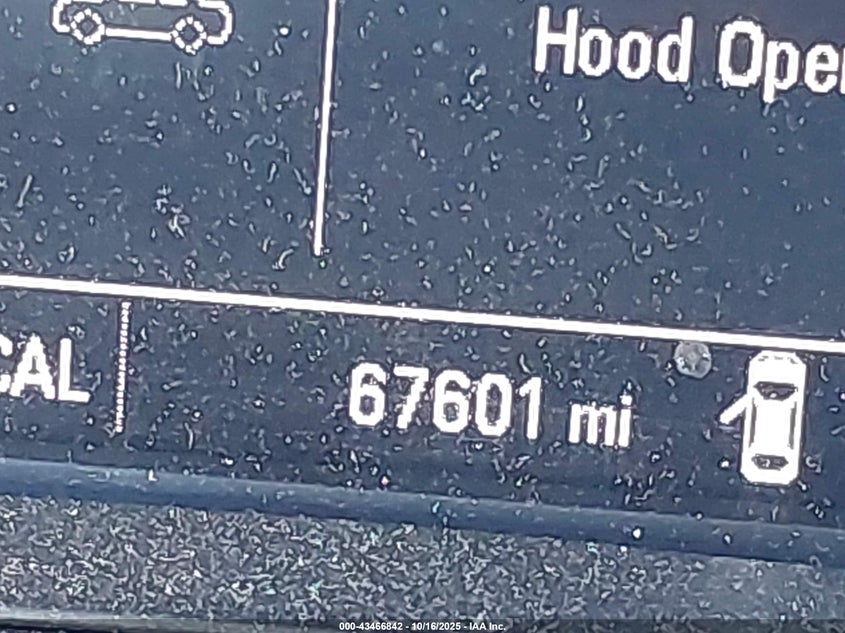 Hood Ope
CAL
67601 mi
000-43466842 - 10/16/2025 - IAA Inc.